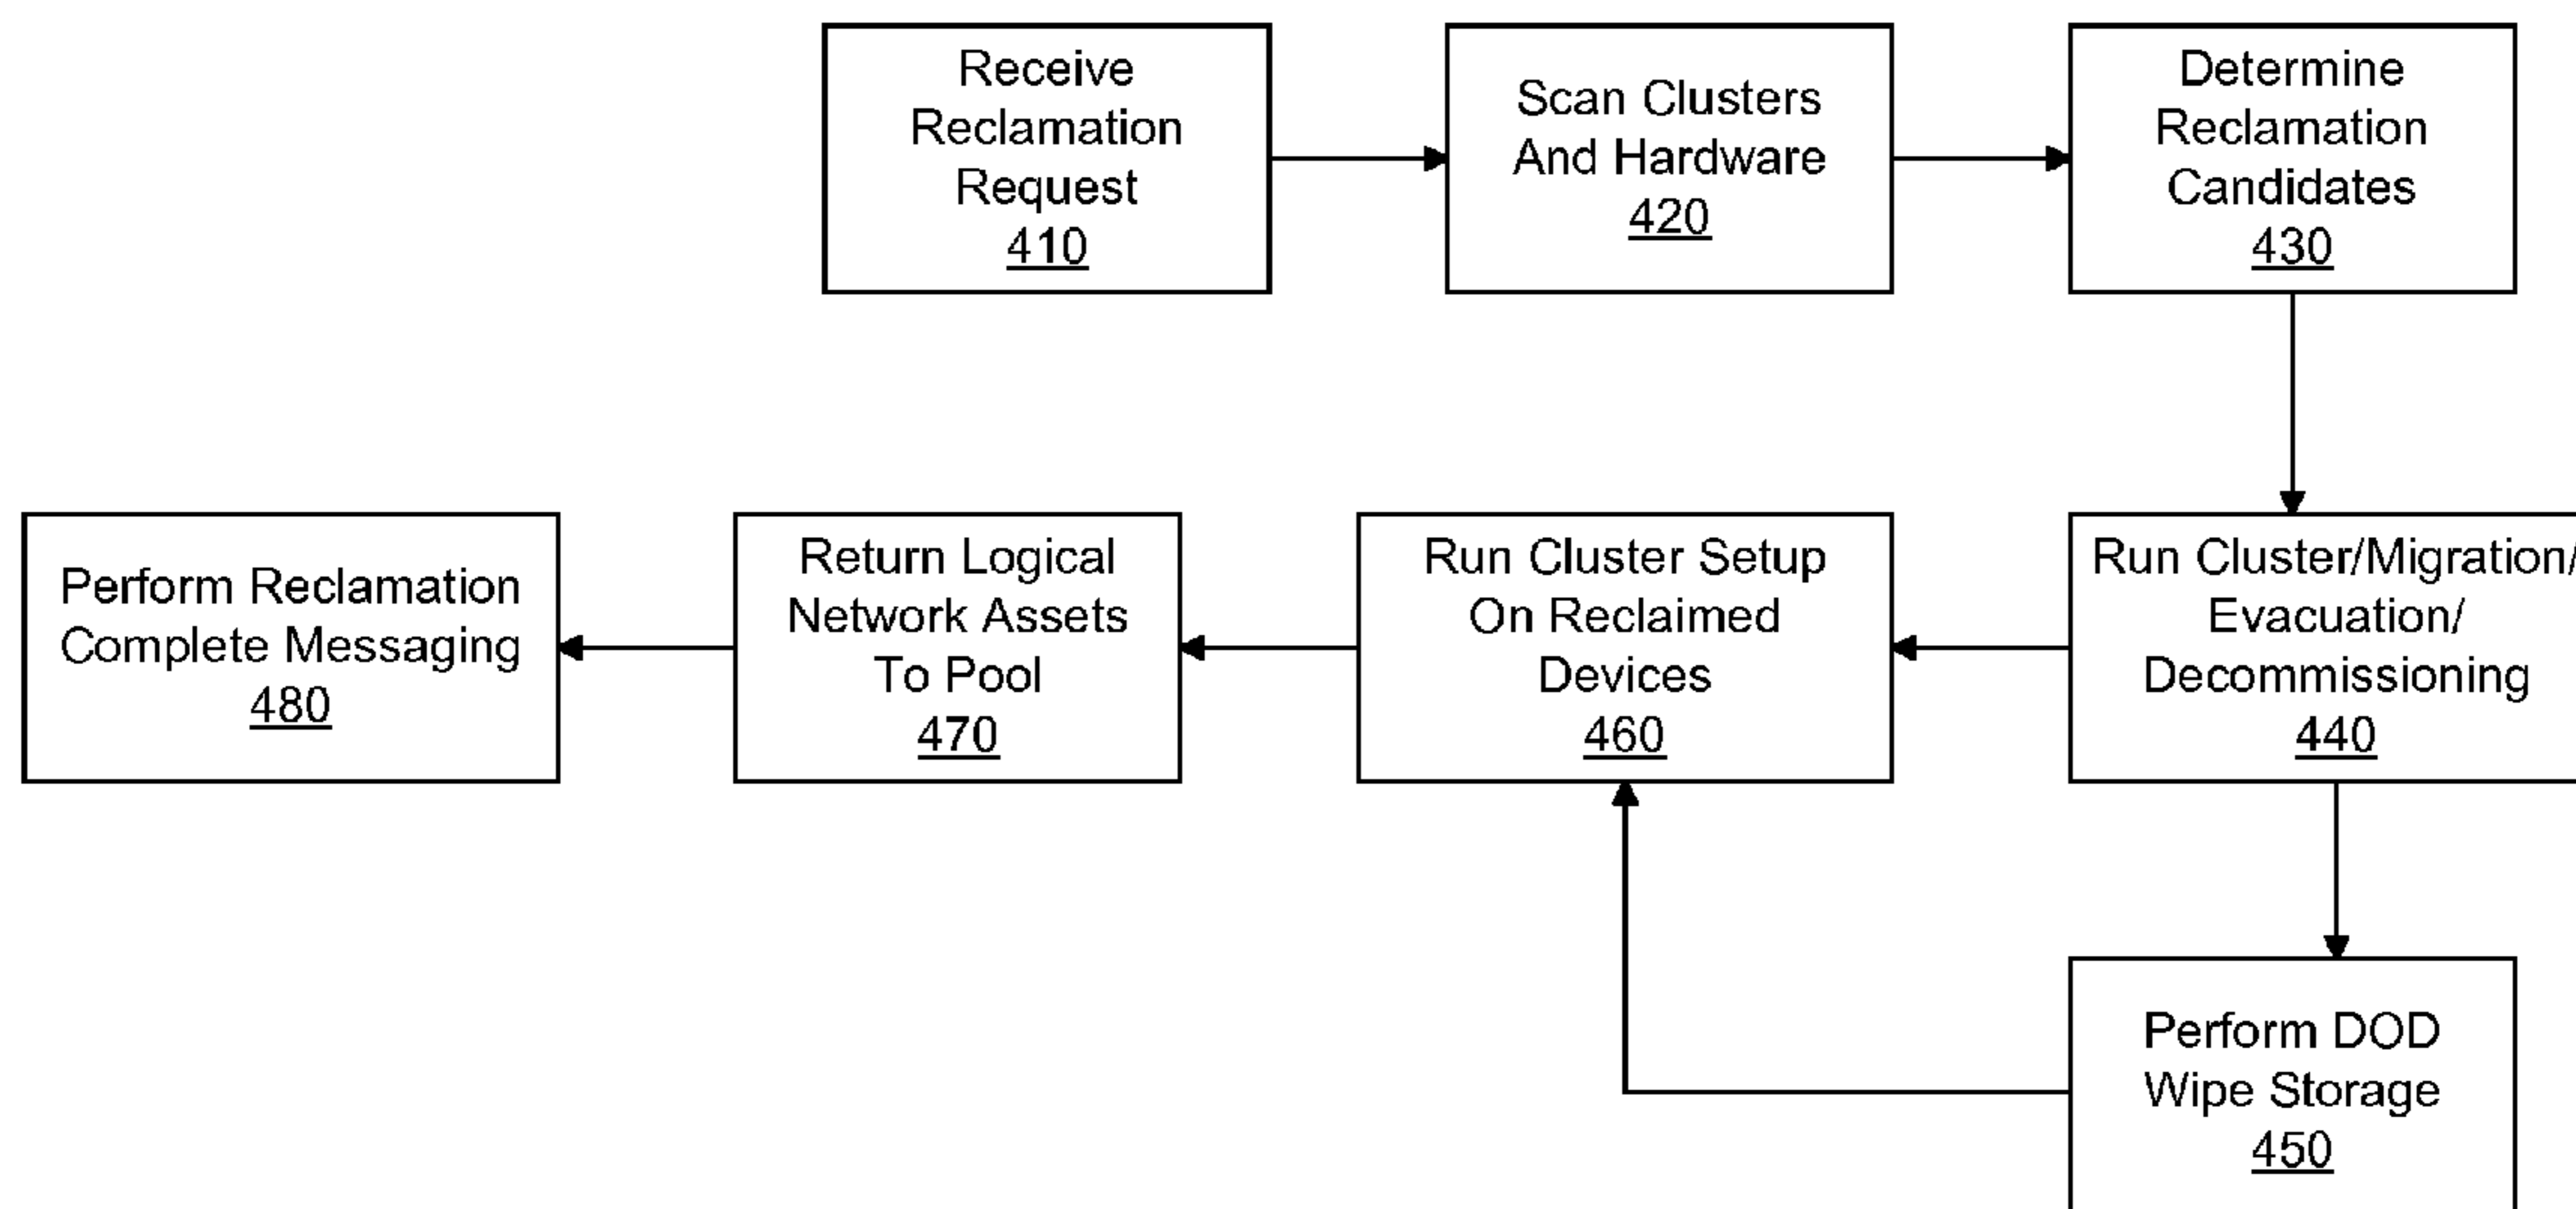 Receive
Reclamation
Request
410
Scan Clusters
And Hardware
420
Determine
Reclamation
Candidates
430
Run Cluster/Migration/
Evacuation/
Decommissioning
440
Perform DOD
Wipe Storage
450
Run Cluster Setup
On Reclaimed
Devices
460
Return Logical
Network Assets
To Pool
470
Perform Reclamation
Complete Messaging
480